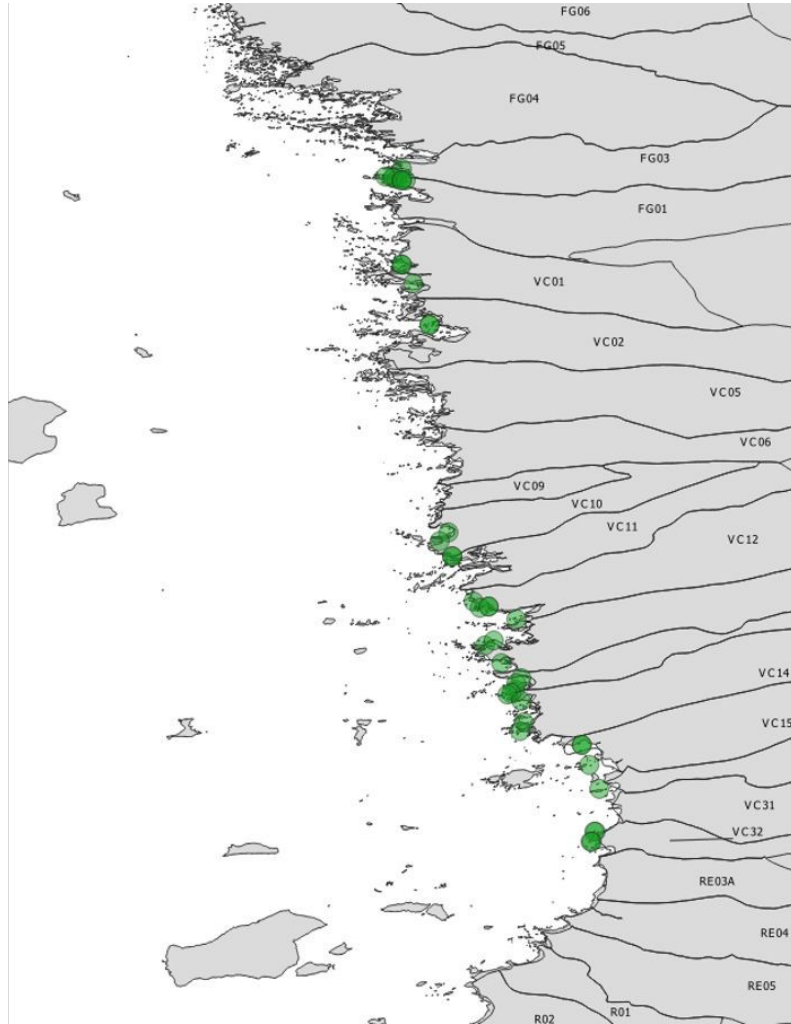 FG06
FG05
FG04
FG03
FG01
VC01
VC02
VC05
VC06
VC09
VC10
VC11
VC12
VC14
VC15
VC31
VC32
RE03A
RE04
RE05
R01
R02